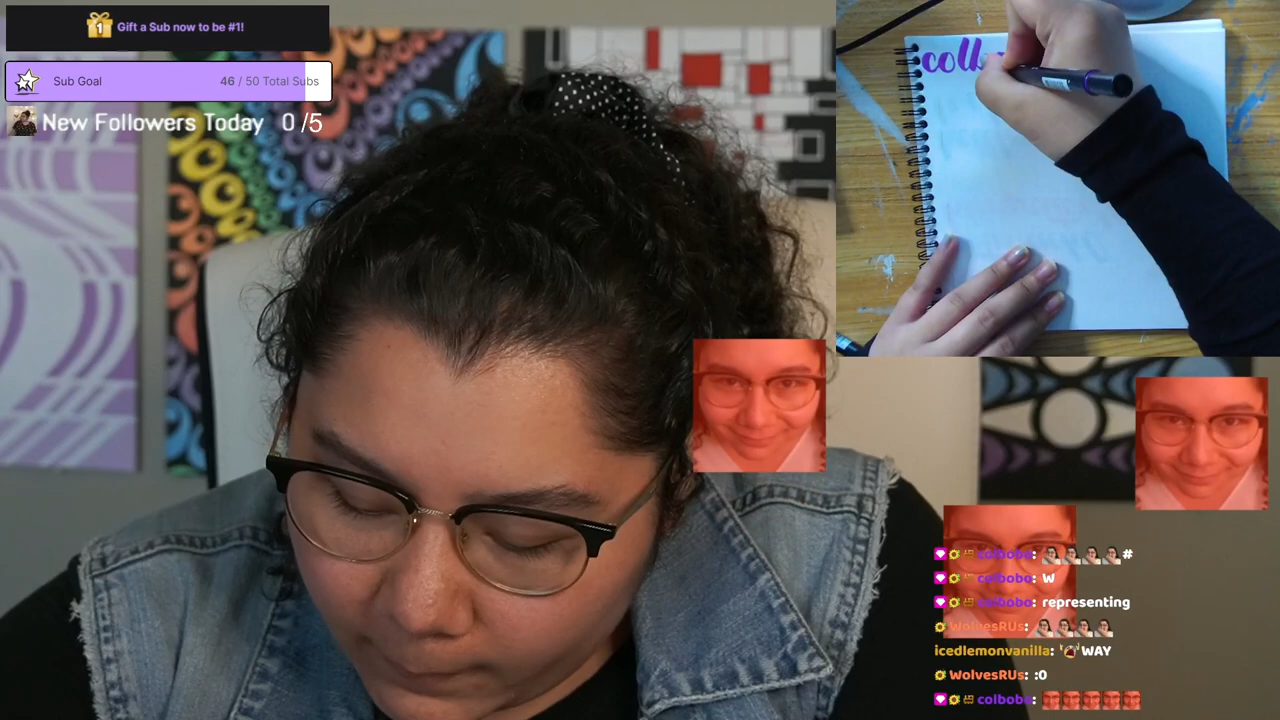 Gift a Sub now to be #1!
Sub Goal 46 / 50 Total Subs
New Followers Today 0 /5
coll
colbobo: #
colbobo: W
colbobo: representing
WolvesRUs:
icedlemonvanilla: WAY
WolvesRUs: :0
colbobo: